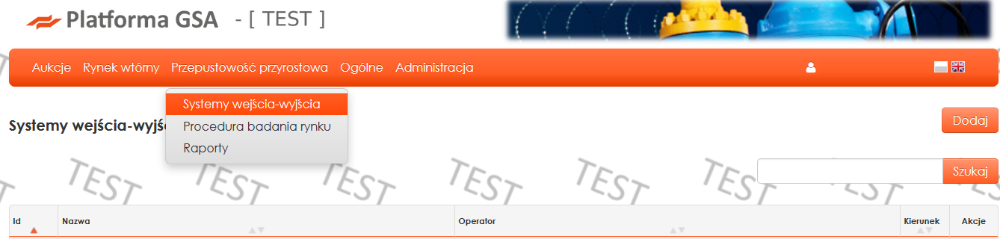 Platforma GSA - [ TEST ]
Aukcje Rynek wtórny Przepustowość przyrostowa Ogólne Administracja
Systemy wejścia-wyjścia
Procedura badania rynku
Raporty
Systemy wejścia-wyjś
Dodaj
Szukaj
TEST TEST TEST TEST TEST TEST TEST
Id Nazwa Operator Kierunek Akcje